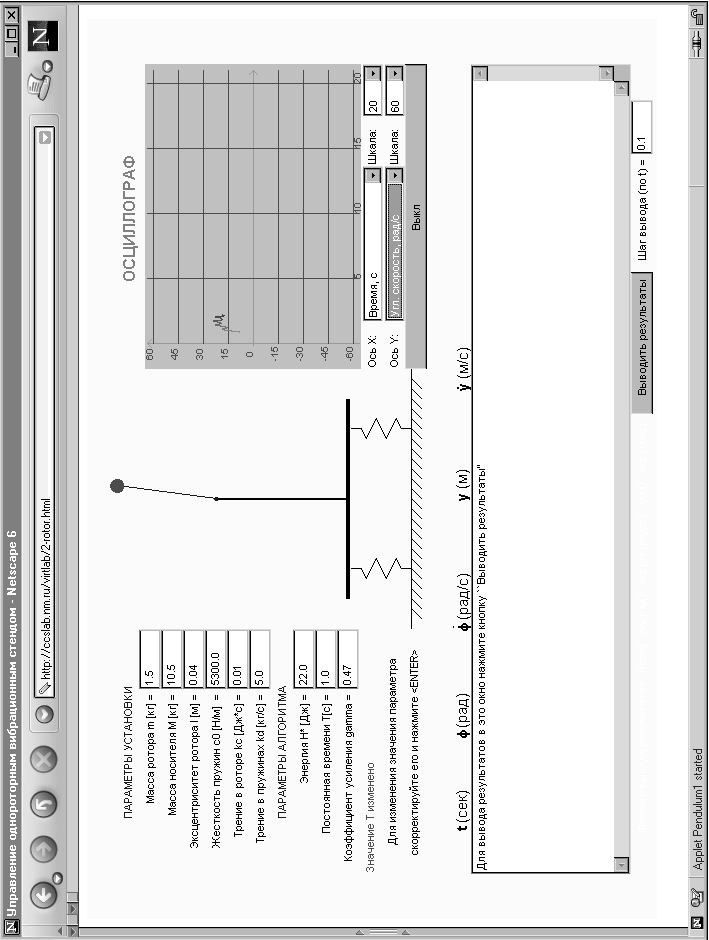 Управление однороторным вибрационным стендом - Netscape 6
http://ccslab.nm.ru/virtlab/2-rotor.html
N
ПАРАМЕТРЫ УСТАНОВКИ
Масса ротора m [кг] = 1.5
Масса носителя M [кг] = 10.5
Эксцентриситет ротора l [м] = 0.04
Жесткость пружин c0 [Н/м] = 5300.0
Трение в роторе kc [Дж*с] = 0.01
Трение в пружинах kd [кг/с] = 5.0
ПАРАМЕТРЫ АЛГОРИТМА
Энергия H* [Дж] = 22.0
Постоянная времени T[с] = 1.0
Коэффициент усиления gamma = 0.47
Значение T изменено
Для изменения значения параметра
скорректируйте его и нажмите <ENTER>
ОСЦИЛЛОГРАФ
60
45
30
15
0
-15
-30
-45
-60
5 10 15 20
Ось X: Время, с Шкала: 20
Ось Y: Угл. скорость, рад/с Шкала: 60
Выкл
t (сек) ϕ (рад) ϕ̇ (рад/с) y (м) ẏ (м/с)
Для вывода результатов в это окно нажмите кнопку ``Выводить результаты"
Выводить результаты Шаг вывода (по t) = 0.1
Applet Pendulum1 started